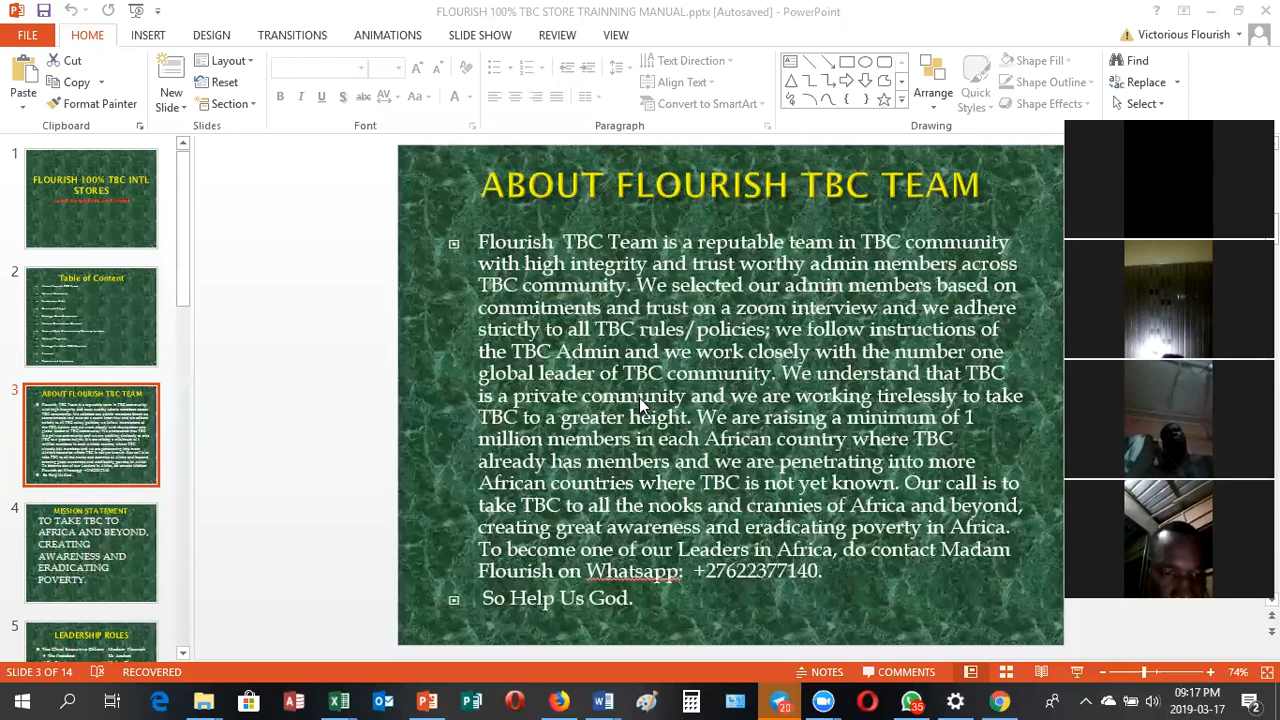 FLOURISH 100% TBC STORE TRAINNING MANUAL.pptx [Autosaved] - PowerPoint
FILE HOME INSERT DESIGN TRANSITIONS ANIMATIONS SLIDE SHOW REVIEW VIEW Victorious Flourish
Paste
Cut
Copy
Format Painter
Clipboard
New
Slide
Layout
Reset
Section
Slides
Font
Text Direction
Align Text
Convert to SmartArt
Paragraph
Arrange
Quick
Styles
Shape Fill
Shape Outline
Shape Effects
Drawing
Find
Replace
Select
1
FLOURISH 100% TBC INTL
STORES
2
Table of Content
3
ABOUT FLOURISH TBC TEAM
4
MISSION STATEMENT
TO TAKE TBC TO
AFRICA AND BEYOND,
CREATING
AWARENESS AND
ERADICATING
POVERTY.
5
LEADERSHIP ROLES
ABOUT FLOURISH TBC TEAM
Flourish TBC Team is a reputable team in TBC community
with high integrity and trust worthy admin members across
TBC community. We selected our admin members based on
commitments and trust on a zoom interview and we adhere
strictly to all TBC rules/policies; we follow instructions of
the TBC Admin and we work closely with the number one
global leader of TBC community. We understand that TBC
is a private community and we are working tirelessly to take
TBC to a greater height. We are raising a minimum of 1
million members in each African country where TBC
already has members and we are penetrating into more
African countries where TBC is not yet known. Our call is to
take TBC to all the nooks and crannies of Africa and beyond,
creating great awareness and eradicating poverty in Africa.
To become one of our Leaders in Africa, do contact Madam
Flourish on Whatsapp: +27622377140.
So Help Us God.
SLIDE 3 OF 14 RECOVERED NOTES COMMENTS 74%
20
35
09:17 PM
2019-03-17
2